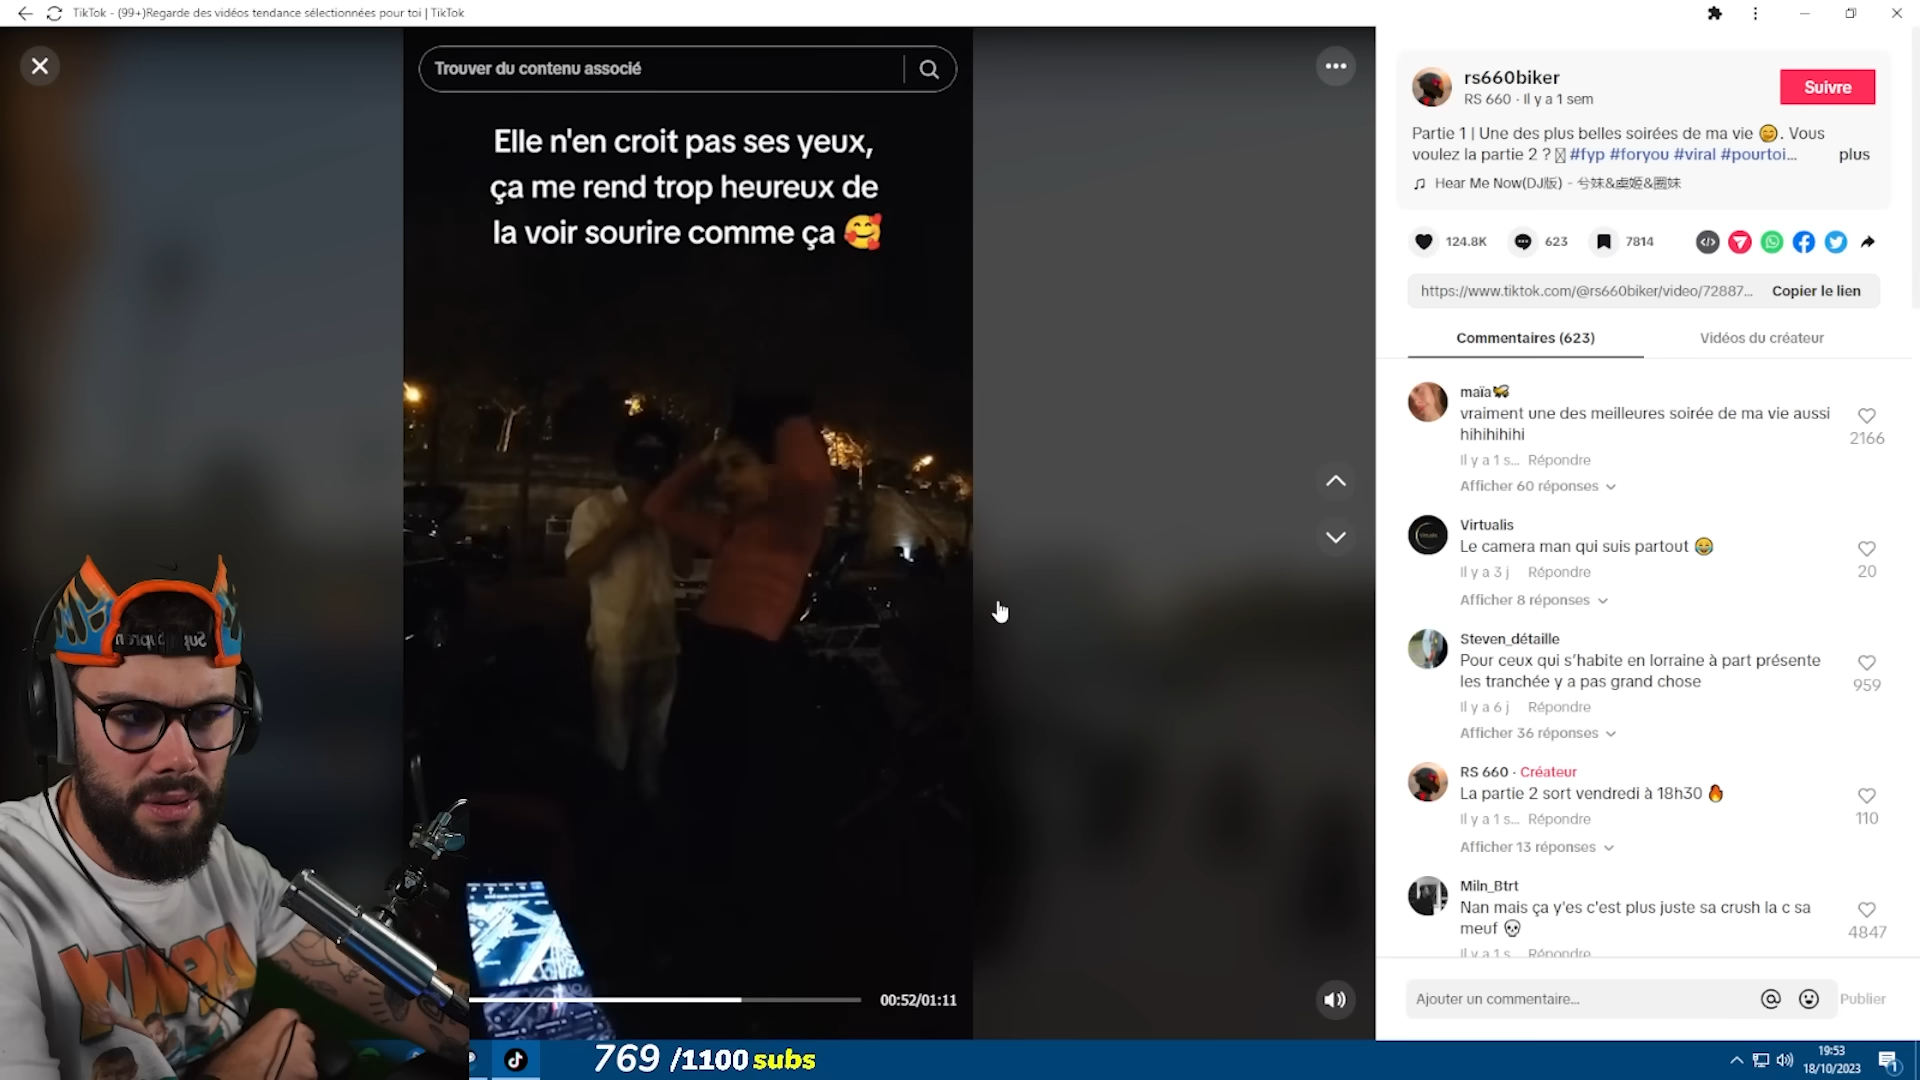 TikTok - (99+)Regarde des vidéos tendance sélectionnées pour toi | TikTok
Trouver du contenu associé
Elle n'en croit pas ses yeux,
ça me rend trop heureux de
la voir sourire comme ça 🥰
00:52/01:11
769 /1100 subs
rs660biker
RS 660 · Il y a 1 sem
Suivre
Partie 1 | Une des plus belles soirées de ma vie 😊. Vous
voulez la partie 2 ? #fyp #foryou #viral #pourtoi...
plus
Hear Me Now(DJ版) - 兮妹&虔姬&圈妹
124.8K
623
7814
https://www.tiktok.com/@rs660biker/video/72887...
Copier le lien
Commentaires (623)
Vidéos du créateur
maïa🐝
vraiment une des meilleures soirée de ma vie aussi
hihihihihi
2166
Il y a 1 s... Répondre
Afficher 60 réponses
Virtualis
Le camera man qui suis partout 😂
20
Il y a 3 j Répondre
Afficher 8 réponses
Steven_détaille
Pour ceux qui s'habite en lorraine à part présente
les tranchée y a pas grand chose
959
Il y a 6 j Répondre
Afficher 36 réponses
RS 660 · Créateur
La partie 2 sort vendredi à 18h30 🔥
110
Il y a 1 s... Répondre
Afficher 13 réponses
Miln_Btrt
Nan mais ça y'es c'est plus juste sa crush la c sa
meuf 💀
4847
Il y a 1 s Répondre
Ajouter un commentaire...
Publier
19:53
18/10/2023
1